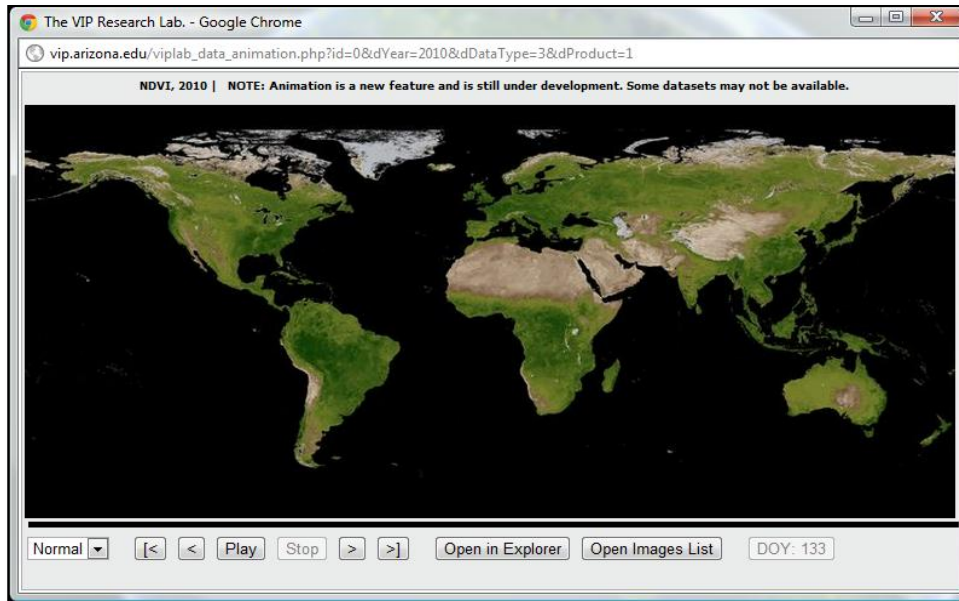 The VIP Research Lab. - Google Chrome
vip.arizona.edu/viplab_data_animation.php?id=0&dYear=2010&dDataType=3&dProduct=1
NDVI, 2010 | NOTE: Animation is a new feature and is still under development. Some datasets may not be available.
Normal [< < Play Stop > >] Open in Explorer Open Images List DOY: 133